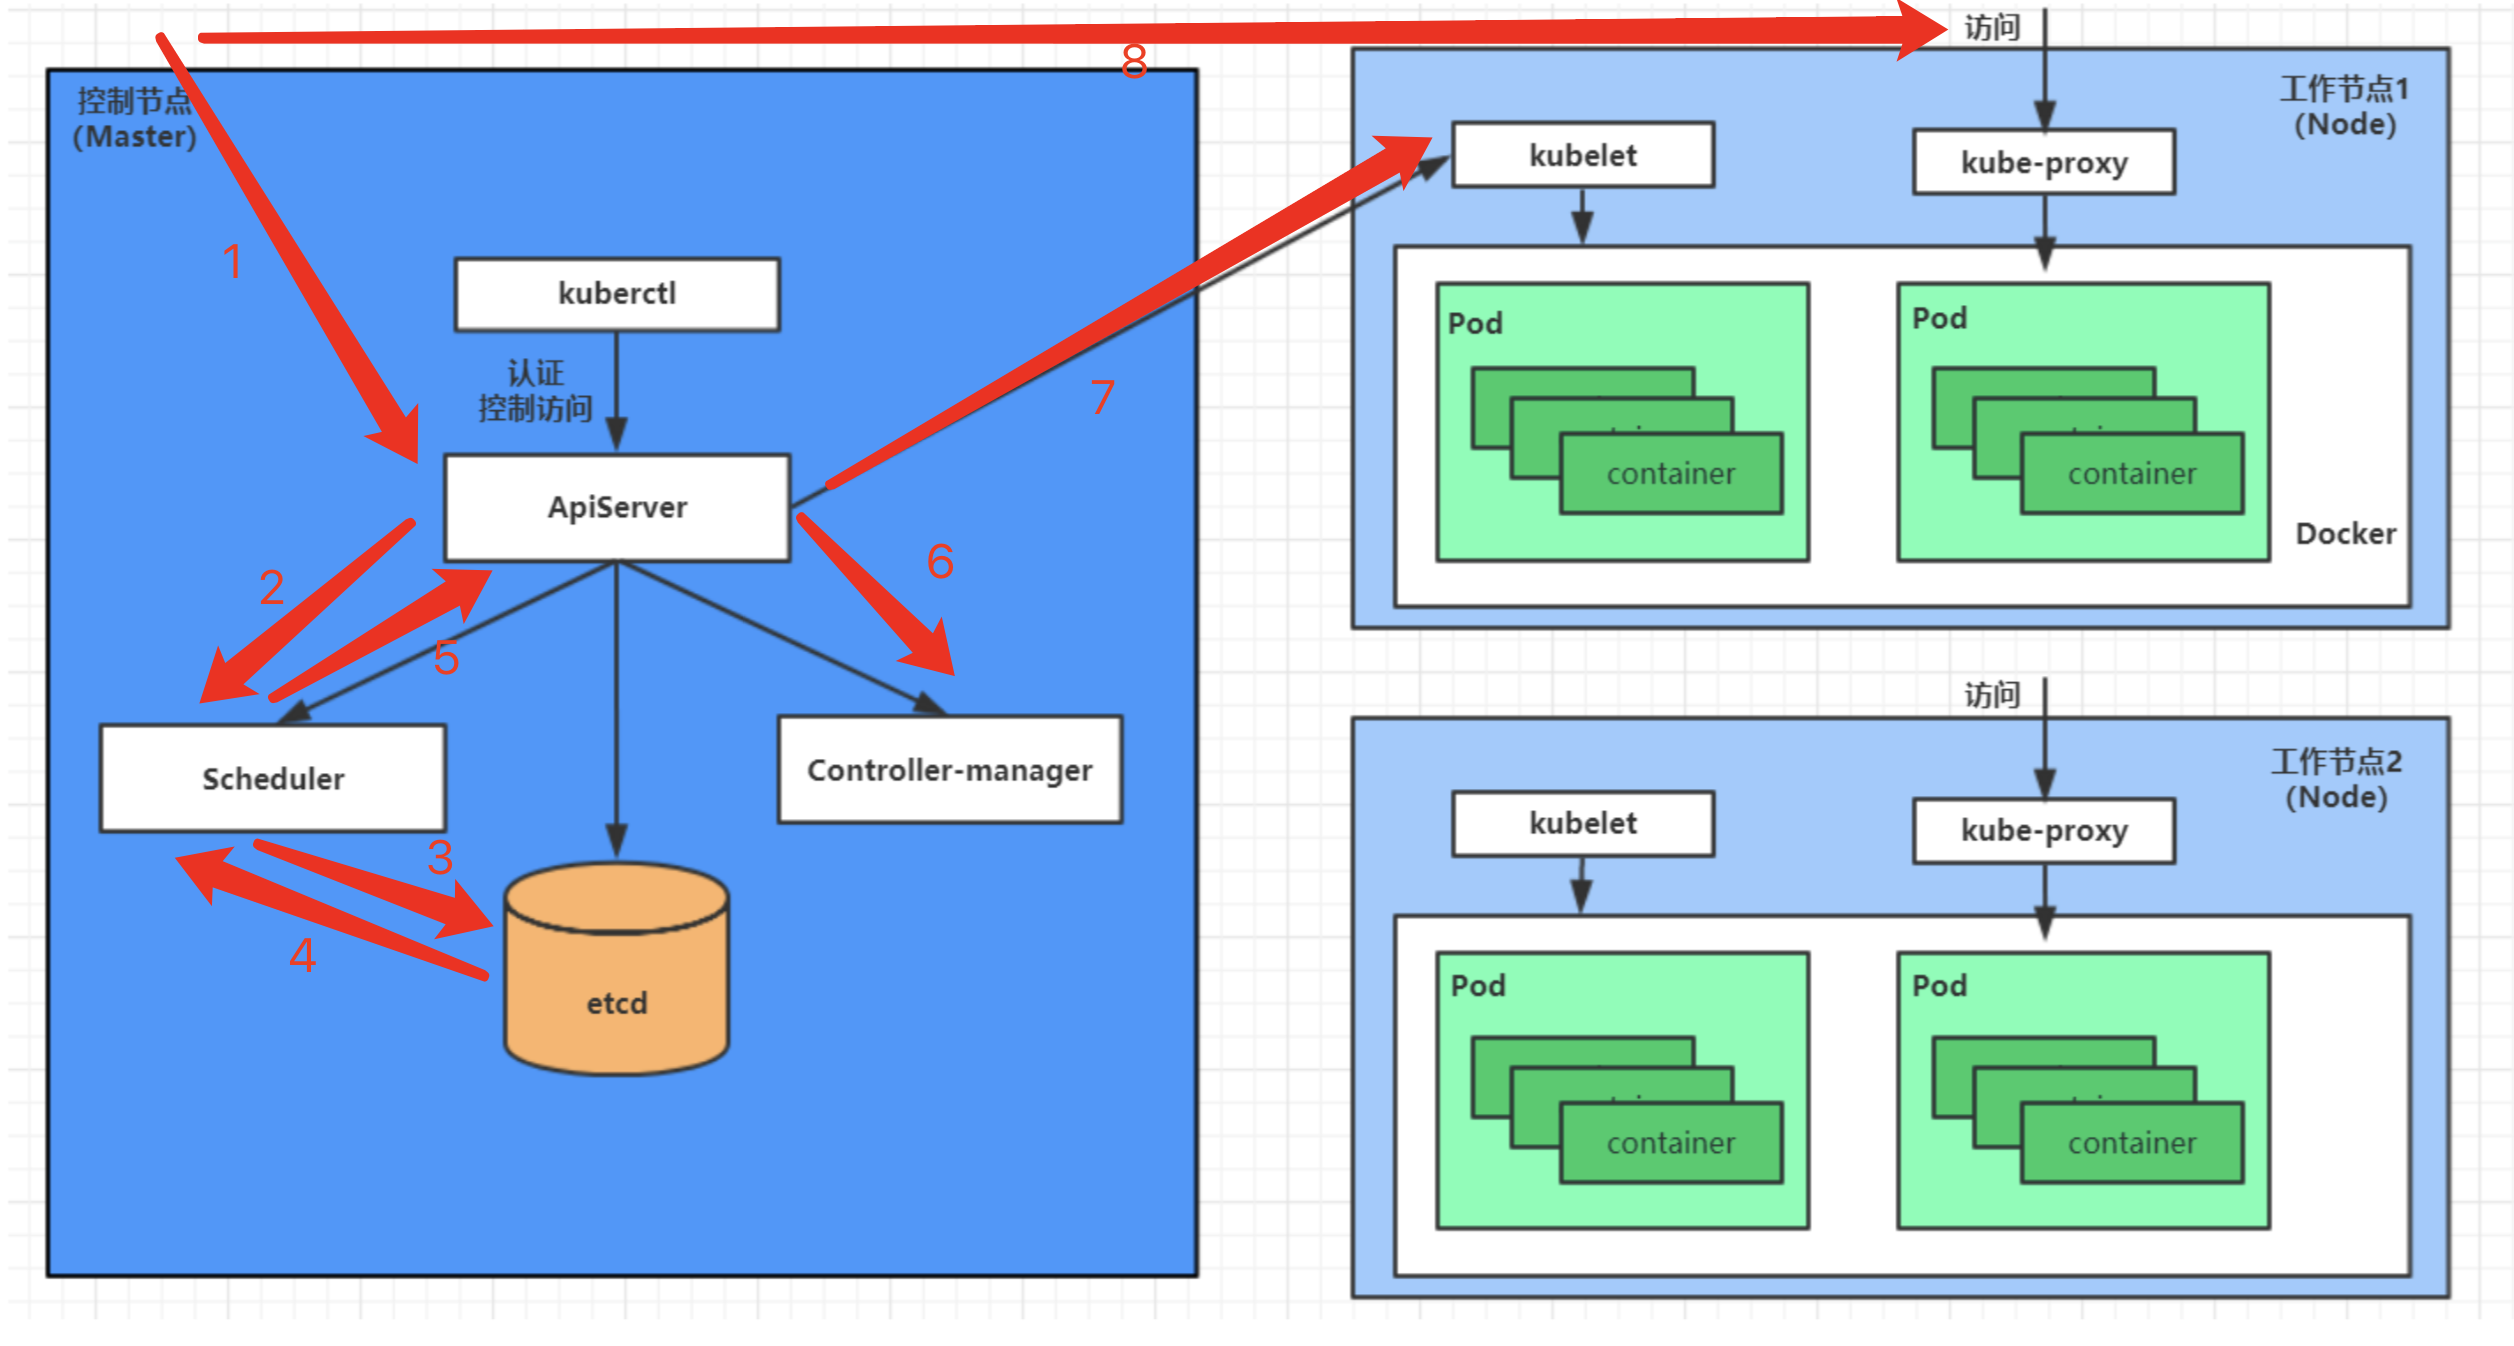 控制节点
(Master)
1
kuberctl
认证
控制访问
ApiServer
2
5
6
7
8
Scheduler
Controller-manager
3
4
etcd
访问
工作节点1
(Node)
kubelet
kube-proxy
Pod
container
Pod
container
Docker
访问
工作节点2
(Node)
kubelet
kube-proxy
Pod
container
Pod
container